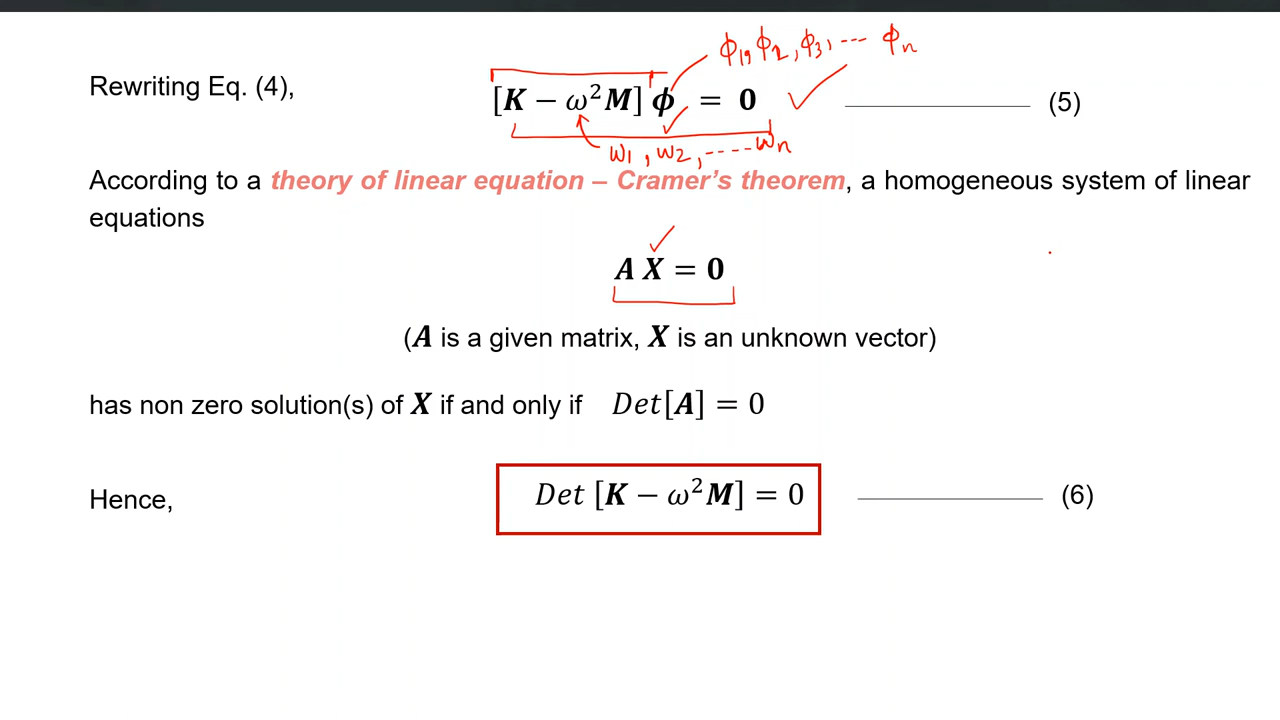 ϕ₁, ϕ₂, ϕ₃, --- ϕₙ
Rewriting Eq. (4), [K − ω²M] ϕ = 0 (5)
ω₁, ω₂, ----- ωₙ
According to a theory of linear equation – Cramer’s theorem, a homogeneous system of linear
equations
A X = 0
(A is a given matrix, X is an unknown vector)
has non zero solution(s) of X if and only if Det[A] = 0
Hence, Det [K − ω²M] = 0 (6)